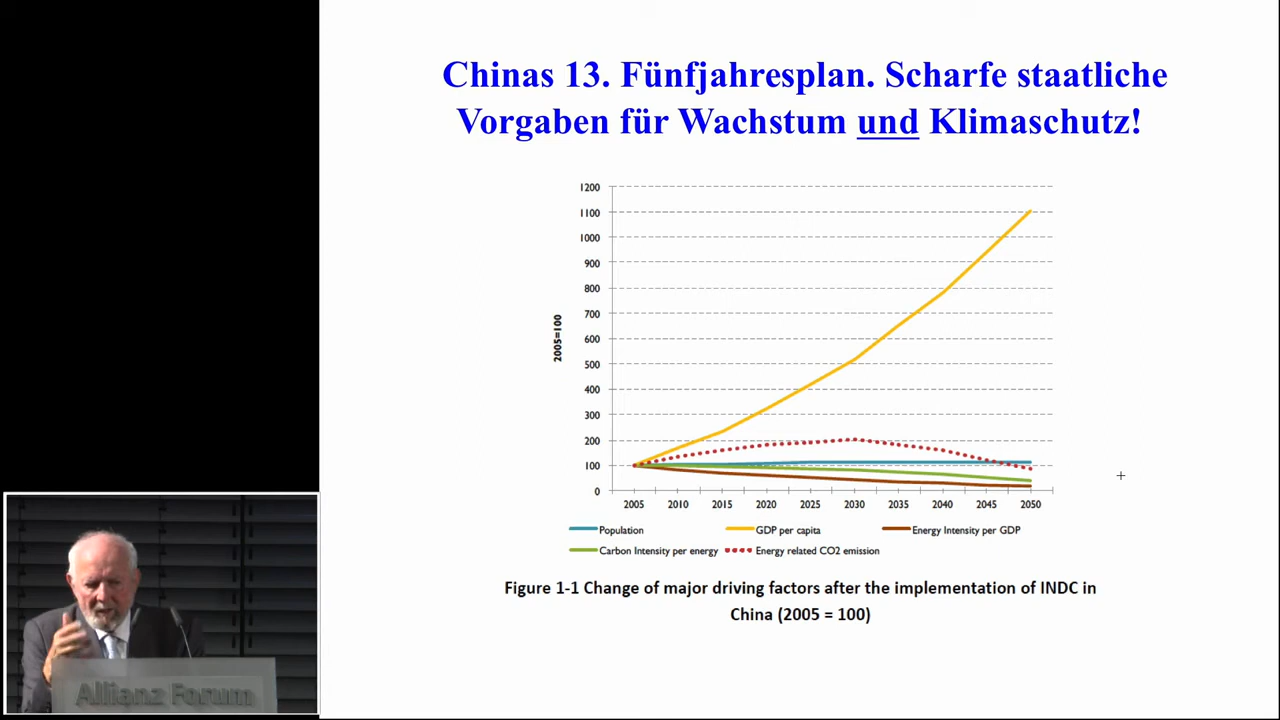 Chinas 13. Fünfjahresplan. Scharfe staatliche
Vorgaben für Wachstum und Klimaschutz!
1200
1100
1000
900
800
700
600
500
400
300
200
100
0
2005=100
2005 2010 2015 2020 2025 2030 2035 2040 2045 2050
Population GDP per capita Energy Intensity per GDP
Carbon Intensity per energy Energy related CO2 emission
Figure 1-1 Change of major driving factors after the implementation of INDC in
China (2005 = 100)
Allianz Forum